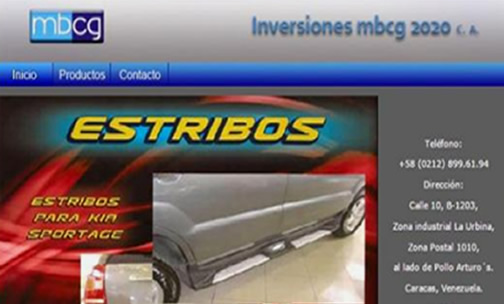 mbcg
Inversiones mbcg 2020 C. A.
Inicio Productos Contacto
ESTRIBOS
ESTRIBOS
PARA KIA
SPORTAGE
Teléfono:
+58 (0212) 899.61.94
Dirección:
Calle 10, B-1203,
Zona industrial La Urbina,
Zona Postal 1010,
al lado de Pollo Arturo´s.
Caracas, Venezuela.